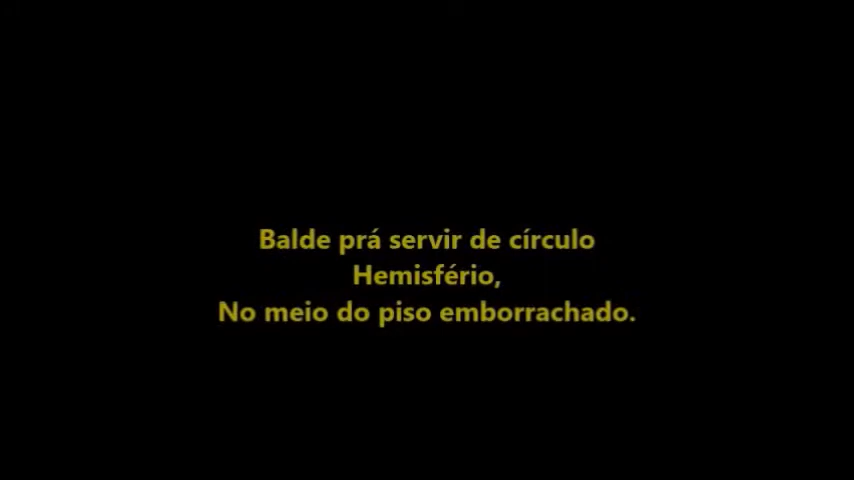 Balde prá servir de círculo
Hemisfério,
No meio do piso emborrachado.